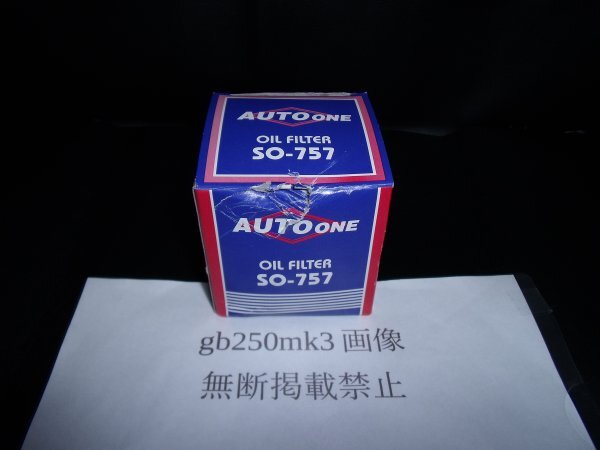 AUTO ONE
OIL FILTER
SO-757
AUTO ONE
OIL FILTER
SO-757
gb250mk3 画像
無断掲載禁止